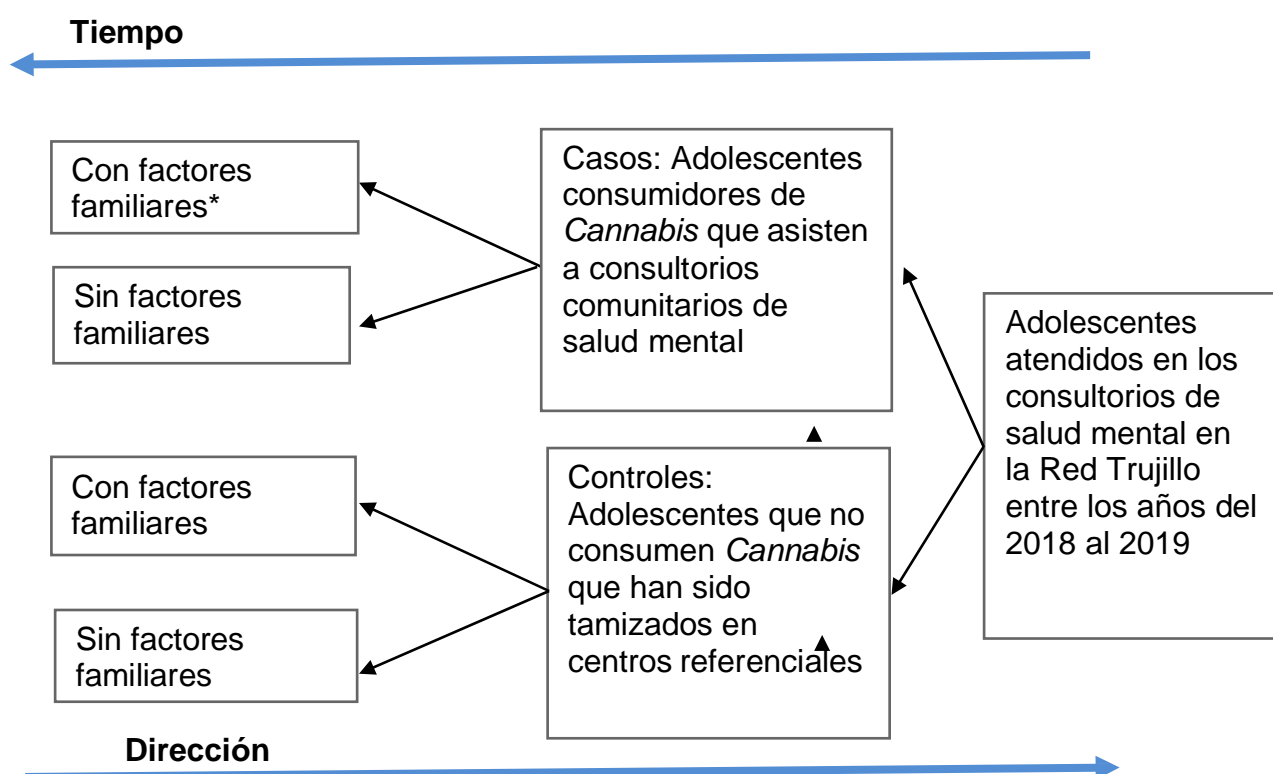 Tiempo
Con factores
familiares*
Sin factores
familiares
Con factores
familiares
Sin factores
familiares
Casos: Adolescentes
consumidores de
Cannabis que asisten
a consultorios
comunitarios de
salud mental
Controles:
Adolescentes que no
consumen Cannabis
que han sido
tamizados en
centros referenciales
Adolescentes
atendidos en los
consultorios de
salud mental en
la Red Trujillo
entre los años del
2018 al 2019
Dirección